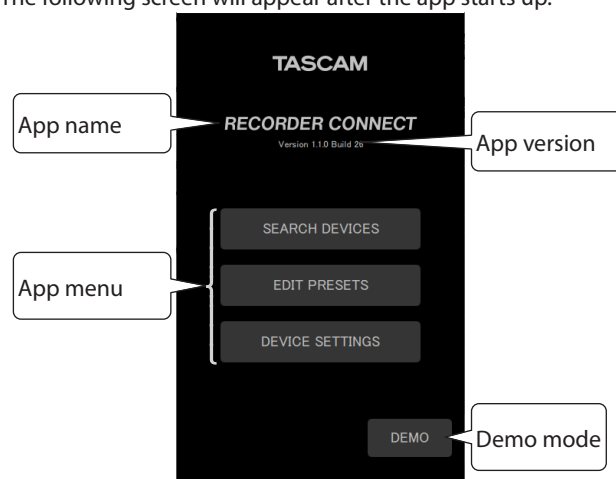 The following screen will appear after the app starts up.
TASCAM
App name
RECORDER CONNECT
Version 1.1.0 Build 26
App version
SEARCH DEVICES
App menu
EDIT PRESETS
DEVICE SETTINGS
DEMO
Demo mode